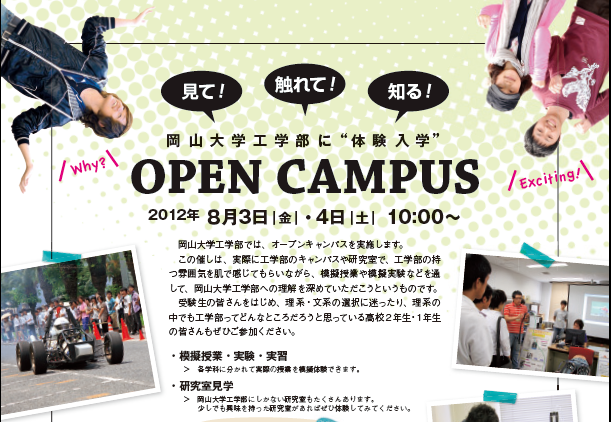 見て!
触れて!
知る!
岡山大学工学部に“体験入学”
Why?
OPEN CAMPUS
Exciting!
2012年 8月3日|金|・4日|土| 10:00〜
岡山大学工学部では、オープンキャンパスを実施します。
この催しは、実際に工学部のキャンパスや研究室で、工学部の持
つ雰囲気を肌で感じてもらいながら、模擬授業や模擬実験などを通
して、岡山大学工学部への理解を深めていただこうというものです。
受験生の皆さんをはじめ、理系・文系の選択に迷ったり、理系の
中でも工学部ってどんなところだろうと思っている高校2年生・1年生
の皆さんもぜひご参加ください。
・模擬授業・実験・実習
> 各学科に分かれて実際の授業を模擬体験できます。
・研究室見学
> 岡山大学工学部にしかない研究室もたくさんあります。
少しでも興味を持った研究室があればぜひ体験してみてください。